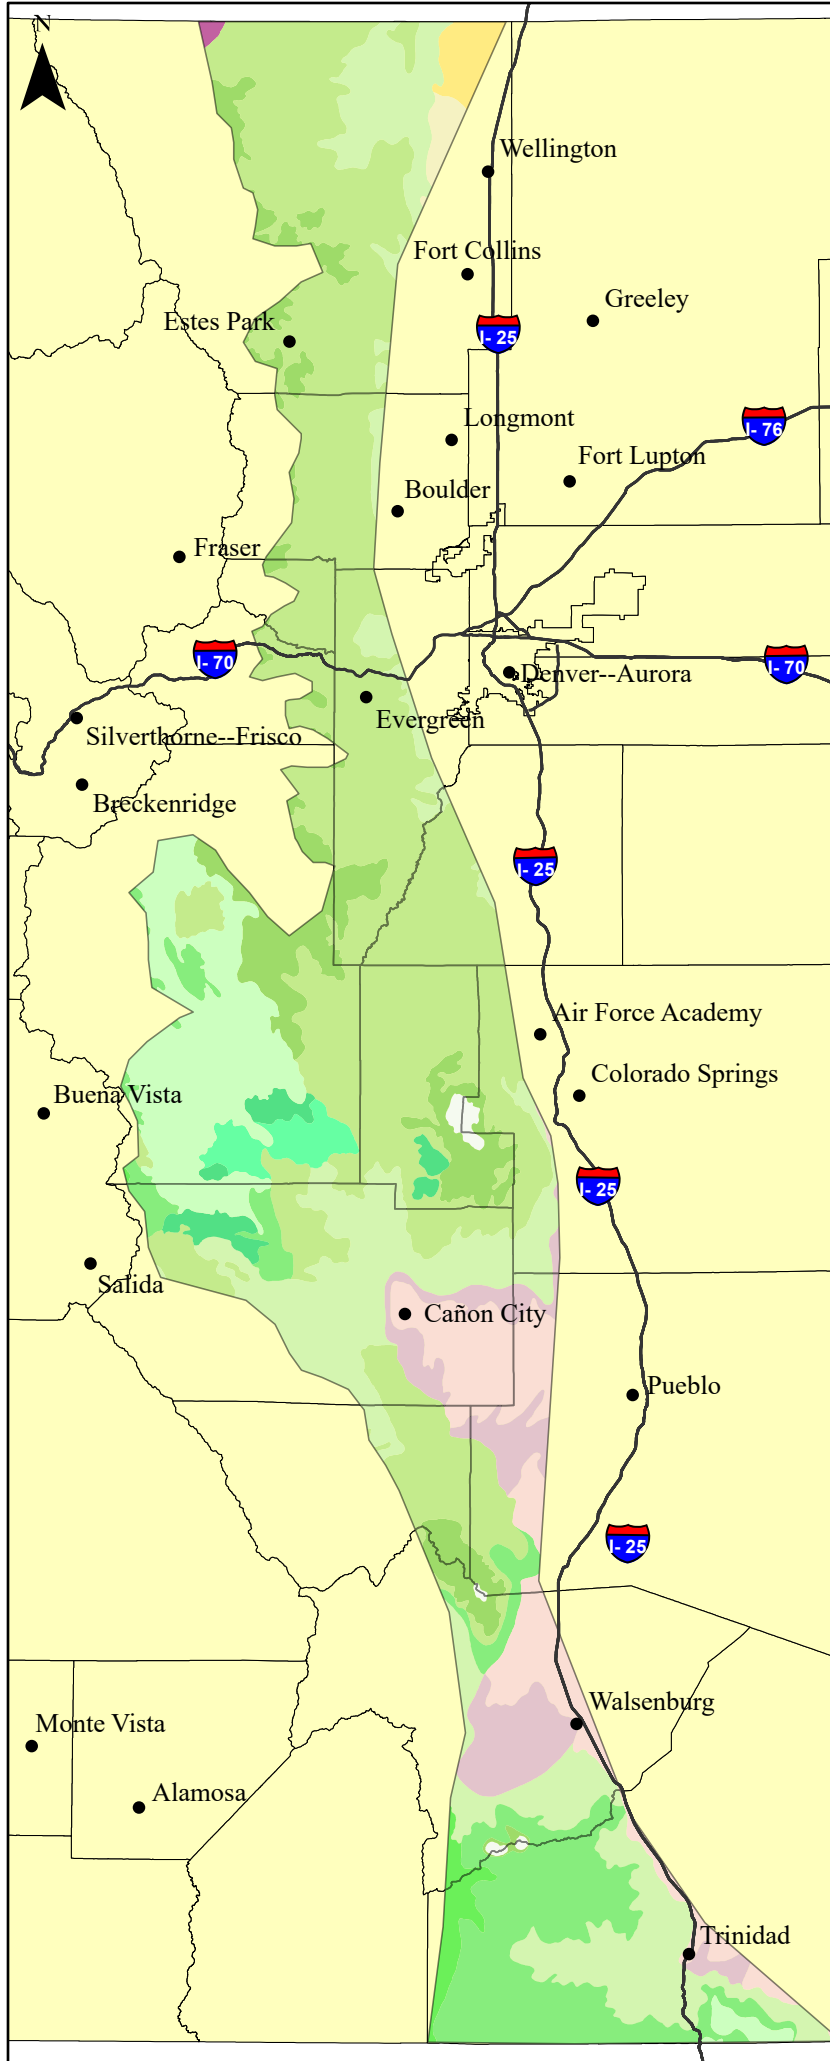 N
Wellington
Fort Collins
Greeley
Estes Park
I- 25
Longmont
I- 76
Fort Lupton
Boulder
Fraser
I- 70
I- 70
Denver--Aurora
Evergreen
Silverthorne--Frisco
Breckenridge
I- 25
Air Force Academy
Colorado Springs
Buena Vista
I- 25
Salida
Cañon City
Pueblo
I- 25
Walsenburg
Monte Vista
Alamosa
Trinidad